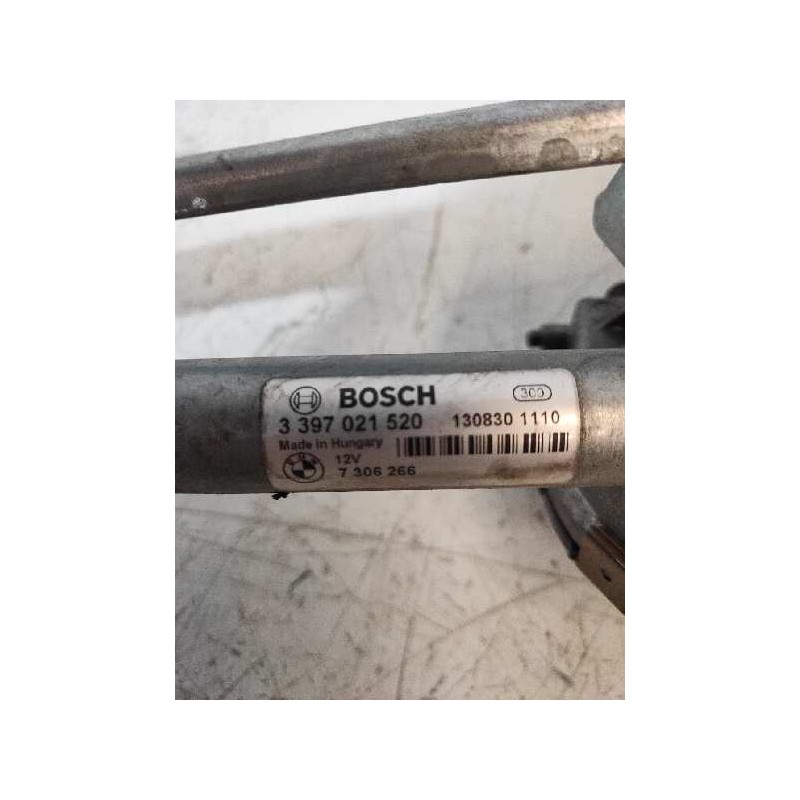 BOSCH 300
3 397 021 520 130830 1110
Made in Hungary
12V
7 306 266